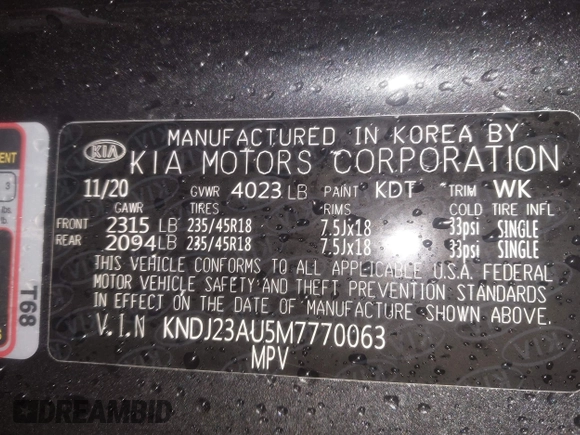 MANUFACTURED IN KOREA BY
KIA KIA MOTORS CORPORATION
11/20 GVWR 4023 LB PAINT KDT TRIM WK
GAWR TIRES RIMS COLD TIRE INFL
FRONT 2315 LB 235/45R18 7.5Jx18 33psi SINGLE
REAR 2094LB 235/45R18 7.5Jx18 33psi SINGLE
THIS VEHICLE CONFORMS TO ALL APPLICABLE U.S.A. FEDERAL
MOTOR VEHICLE SAFETY AND THEFT PREVENTION STANDARDS
IN EFFECT ON THE DATE OF MANUFACTURE SHOWN ABOVE.
V.I.N KNDJ23AU5M7770063
MPV
T68
DREAMBID